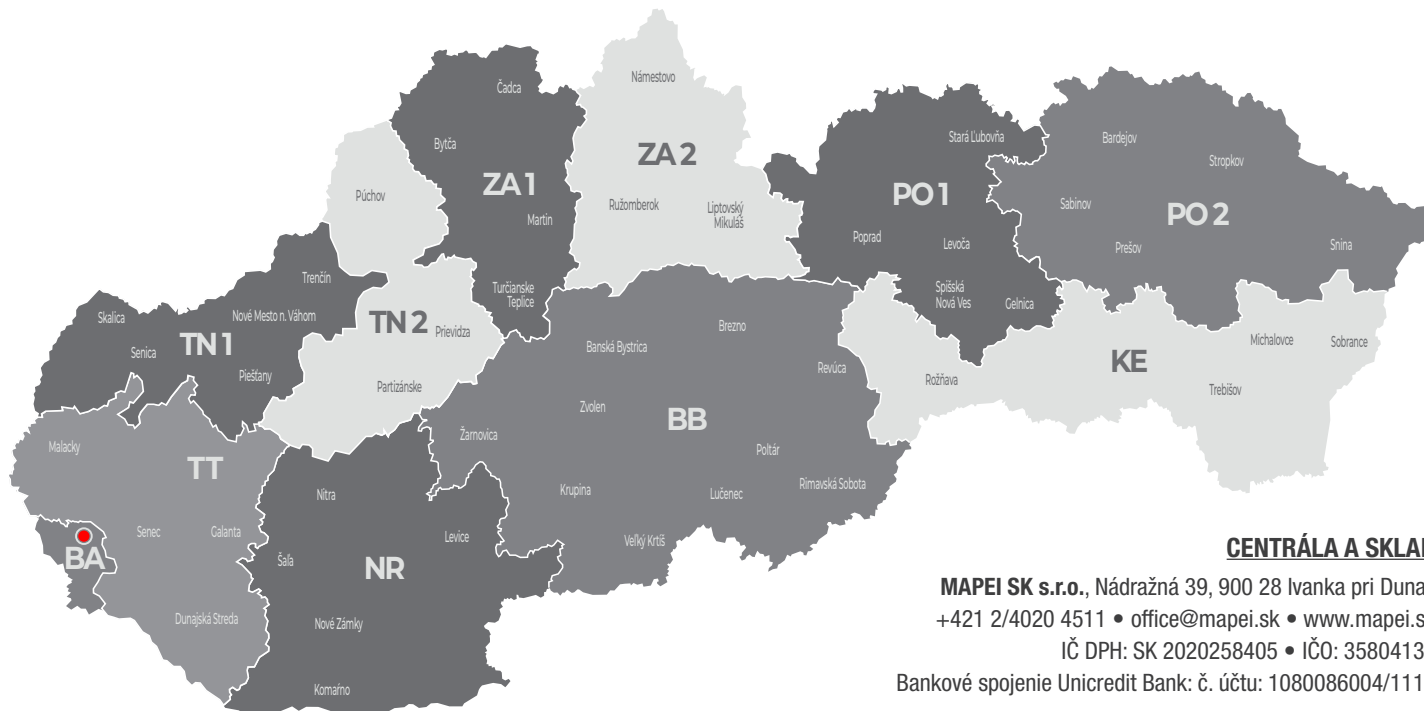 Námestovo
Čadca
Bytča
ZA 1
ZA 2
Púchov
Martin
Ružomberok
Liptovský
Mikuláš
Turčianske
Teplice
Stará Ľubovňa
PO 1
Poprad
Levoča
Spišská
Nová Ves
Gelnica
Bardejov
Stropkov
Sabinov
PO 2
Prešov
Snina
Trenčín
Skalica
Nové Mesto n. Váhom
Senica
TN 1
Piešťany
TN 2
Prievidza
Partizánske
Brezno
Banská Bystrica
Revúca
Zvolen
BB
Žarnovica
Poltár
Krupina
Lučenec
Rimavská Sobota
Veľký Krtíš
Rožňava
KE
Michalovce
Sobrance
Trebišov
Malacky
TT
Senec
Galanta
BA
Dunajská Streda
Nitra
Levice
Šaľa
NR
Nové Zámky
Komařno
CENTRÁLA A SKLAD
MAPEI SK s.r.o., Nádražná 39, 900 28 Ivanka pri Duna
+421 2/4020 4511 • office@mapei.sk • www.mapei.s
IČ DPH: SK 2020258405 • IČO: 3580413
Bankové spojenie Unicredit Bank: č. účtu: 1080086004/111